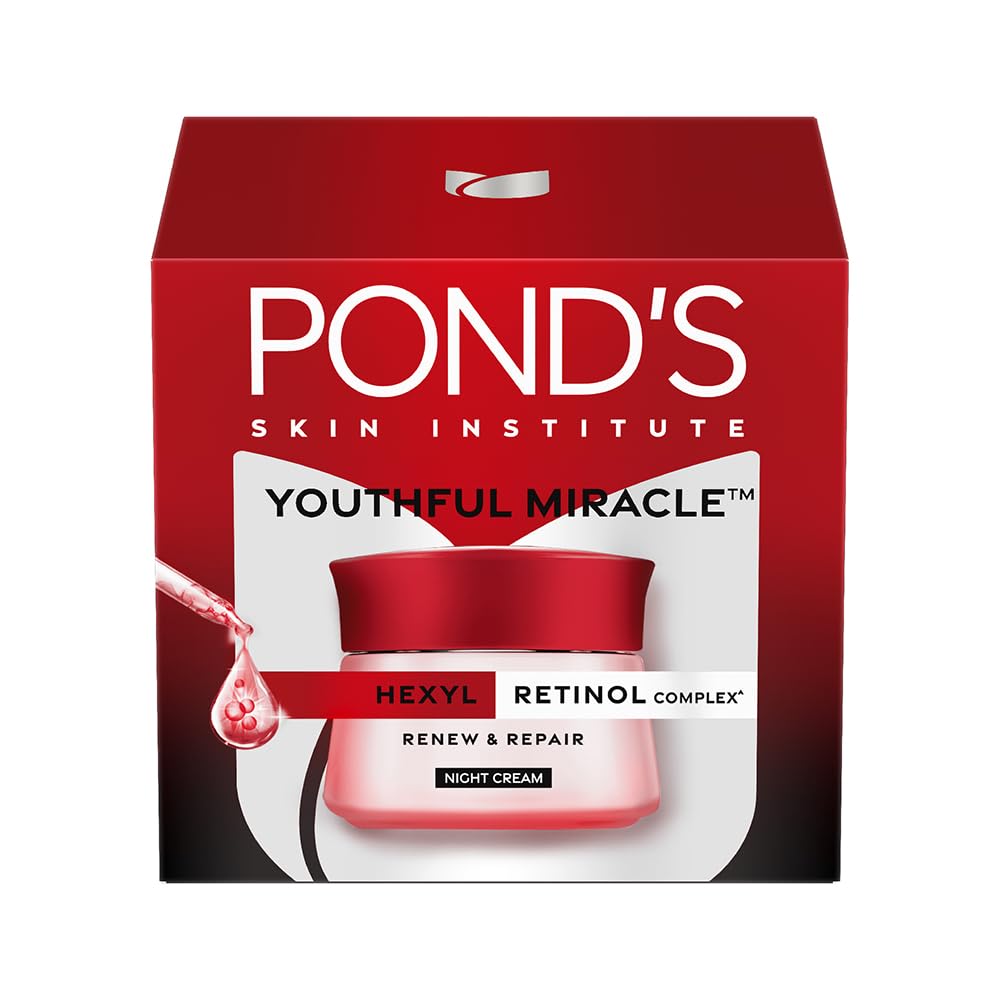 POND'S
SKIN INSTITUTE
YOUTHFUL MIRACLE™
HEXYL RETINOL COMPLEX^
RENEW & REPAIR
NIGHT CREAM